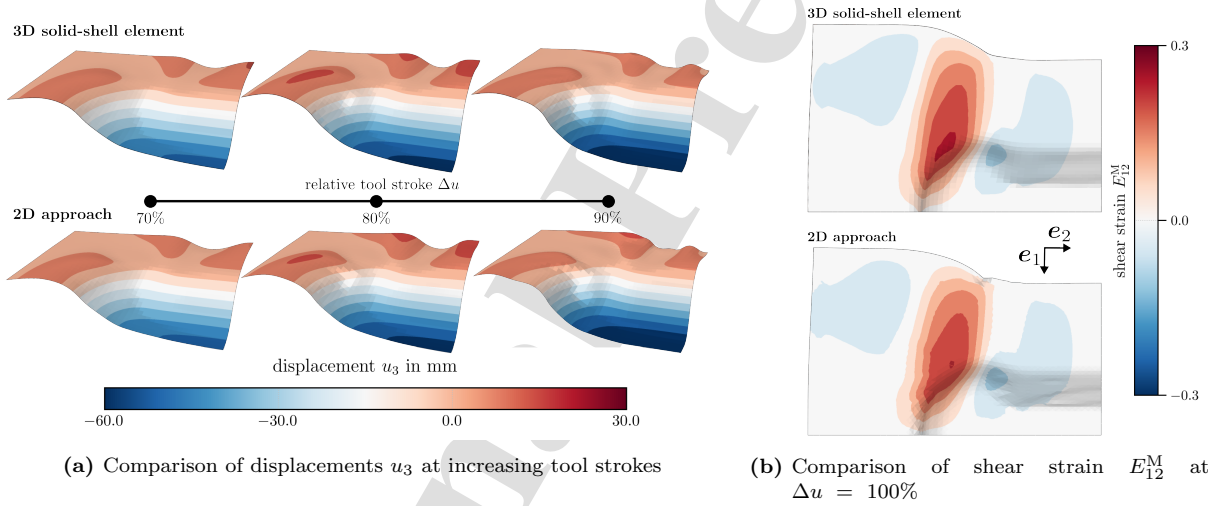 3D solid-shell element
relative tool stroke Δu
2D approach
70%
80%
90%
displacement u₃ in mm
−60.0
−30.0
0.0
30.0
(a) Comparison of displacements u₃ at increasing tool strokes
3D solid-shell element
2D approach
e₂
e₁
0.3
0.0
−0.3
shear strain E₁₂ᴹ
(b) Comparison of shear strain E₁₂ᴹ at
Δu = 100%